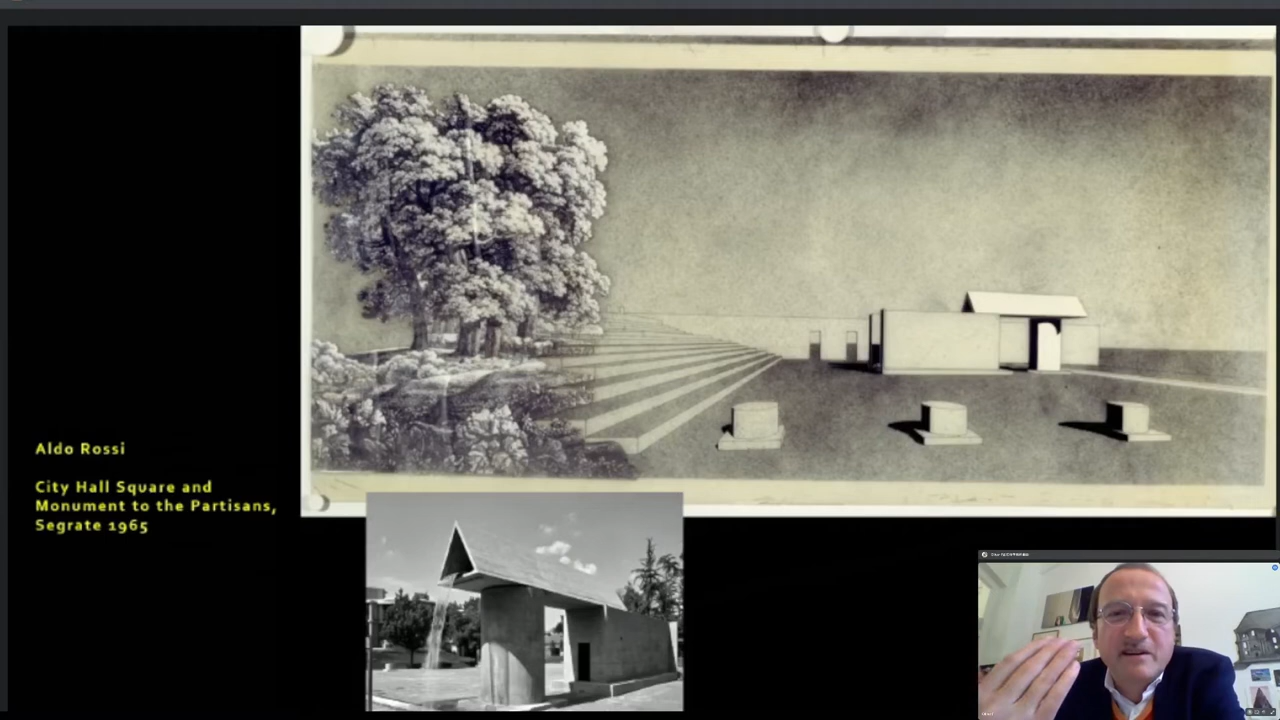 Aldo Rossi
City Hall Square and
Monument to the Partisans,
Segrate 1965